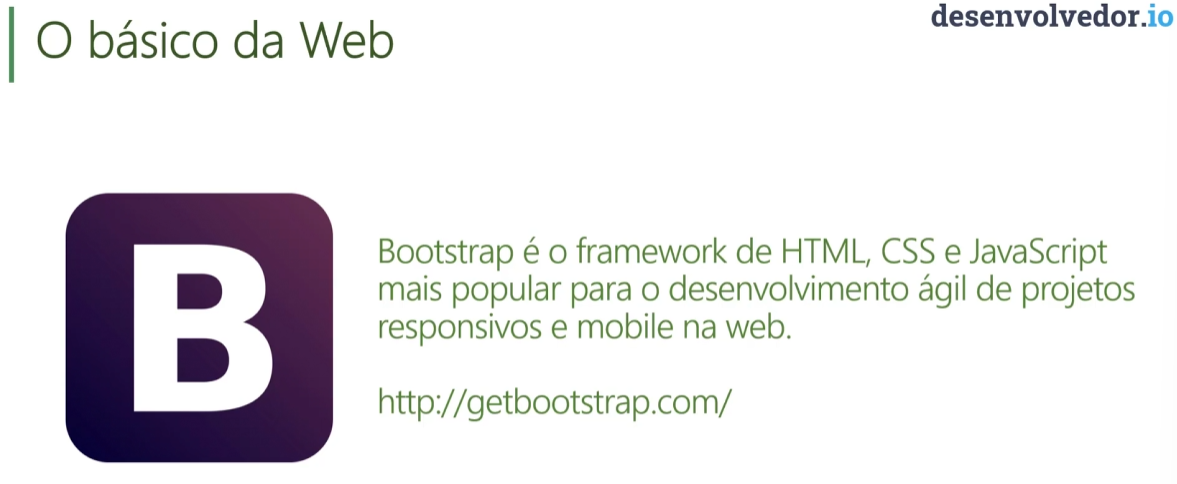 O básico da Web
desenvolvedor.io
B
Bootstrap é o framework de HTML, CSS e JavaScript
mais popular para o desenvolvimento ágil de projetos
responsivos e mobile na web.
http://getbootstrap.com/